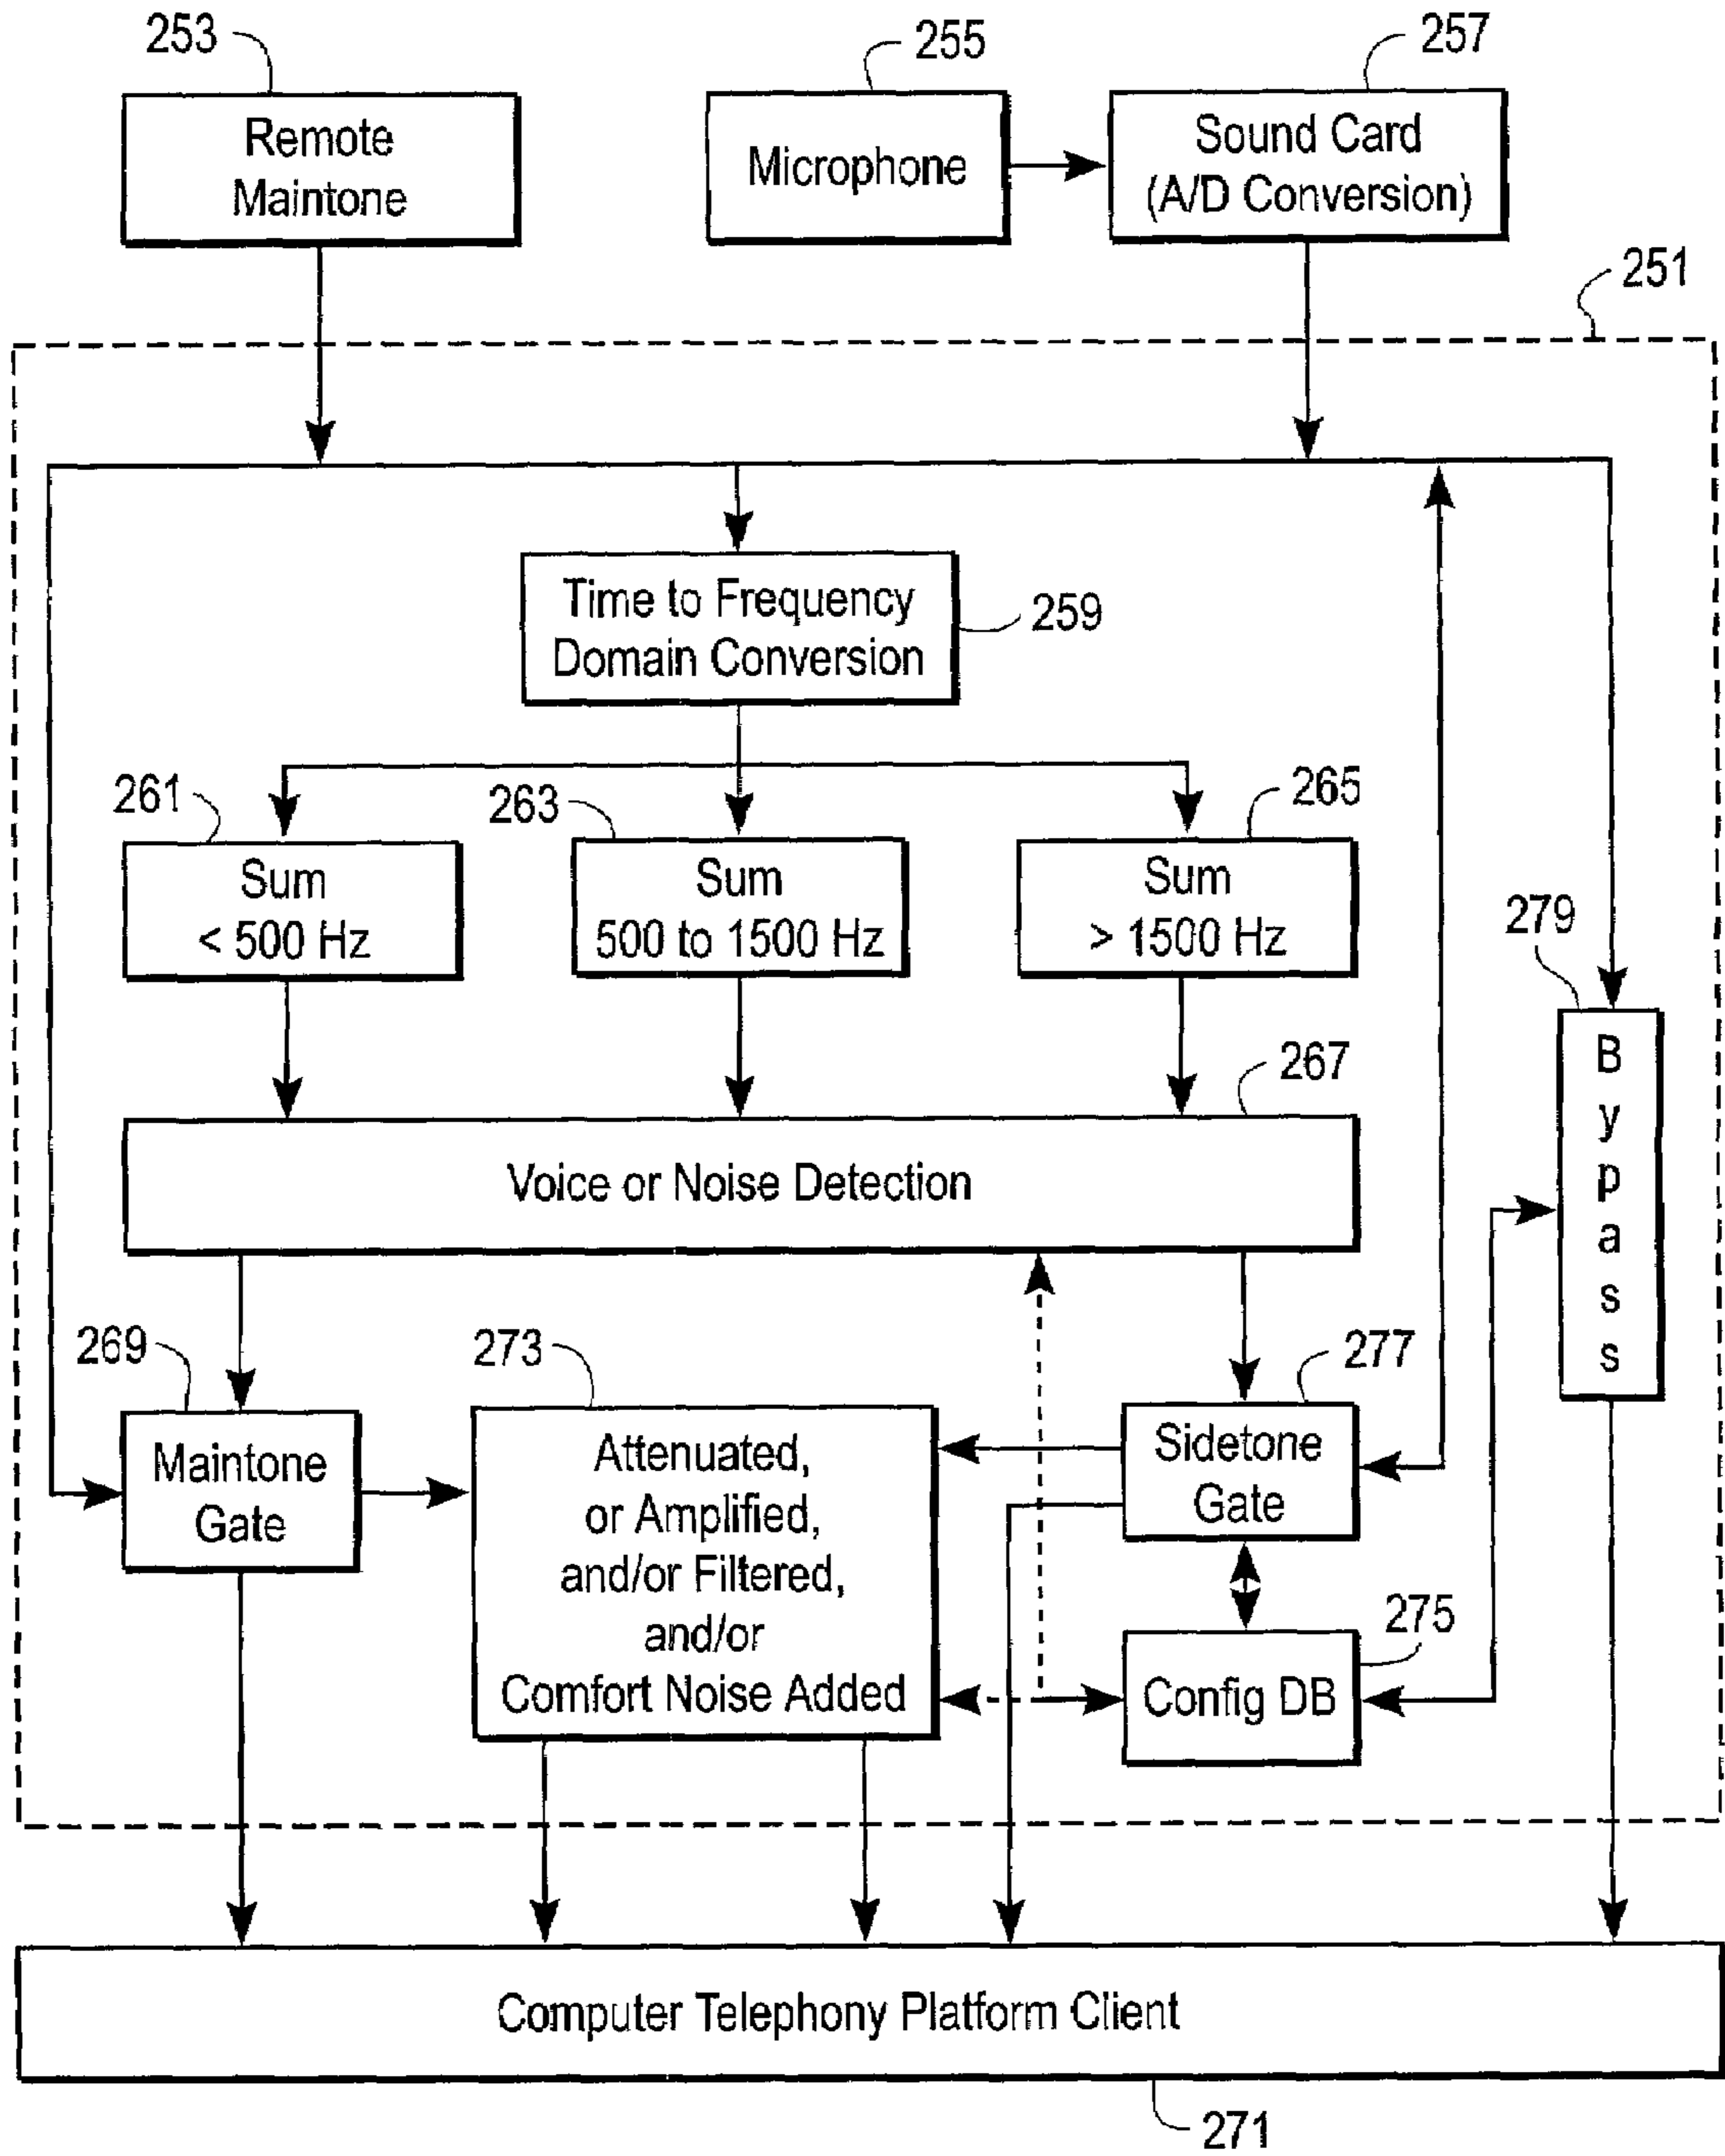 253
255
257
Remote
Maintone
Microphone
Sound Card
(A/D Conversion)
251
Time to Frequency
Domain Conversion
259
261
263
265
Sum
< 500 Hz
Sum
500 to 1500 Hz
Sum
> 1500 Hz
279
Bypass
267
Voice or Noise Detection
269
273
277
Maintone
Gate
Attenuated,
or Amplified,
and/or Filtered,
and/or
Comfort Noise Added
Sidetone
Gate
275
Config DB
Computer Telephony Platform Client
271